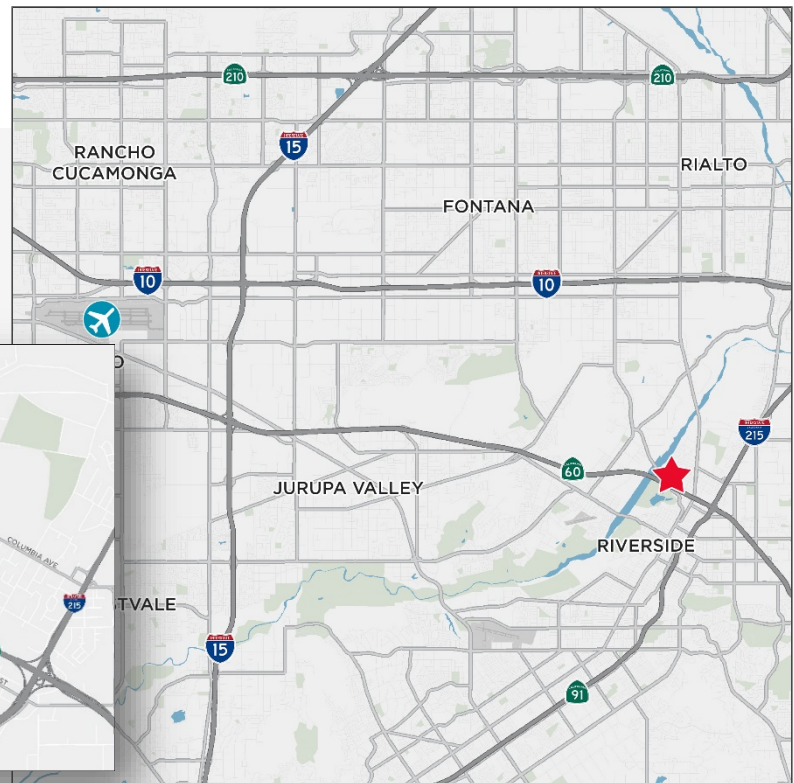 210
210
15
RANCHO
CUCAMONGA
RIALTO
FONTANA
10
10
O
215
60
JURUPA VALLEY
RIVERSIDE
COLUMBIA AVE
215
TVALE
15
ST
91